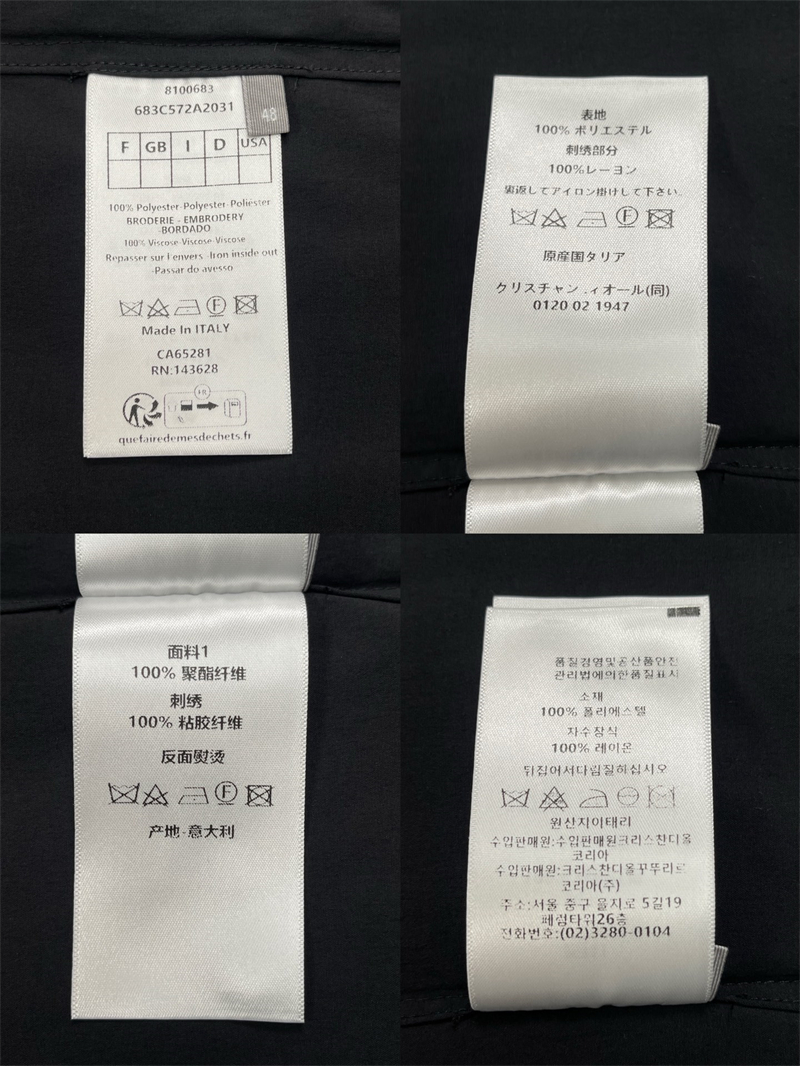 8100683
683C572A2031
48
F GB I D USA
100% Polyester-Polyester-Poliester
BRODERIE - EMBRODERY
-BORDADO
100% Viscose-Viscose-Viscose
Repasser sur l'envers -Iron inside out
-Passar do avesso
F
Made In ITALY
CA65281
RN:143628
FR
quefairedemesdechets.fr
表地
100% ポリエステル
刺绣部分
100%レーヨン
裏返してアイロン掛けして下さい。
F
原産国タリア
クリスチャン ィオール(同)
0120 02 1947
面料1
100% 聚酯纤维
刺绣
100% 粘胶纤维
反面熨烫
F
产地-意大利
품질경영및공산품안전
관리법에의한품질표시
소재
100% 폴리에스텔
자수장식
100% 레이온
뒤집어서다림질하십시오
원산지이태리
수입판매원:수입판매원크리스찬디올
코리아
수입판매원:크리스찬디올꾸뛰리르
코리아(주)
주소:서울 중구 을지로 5길19
페럼타워26층
전화번호:(02)3280-0104